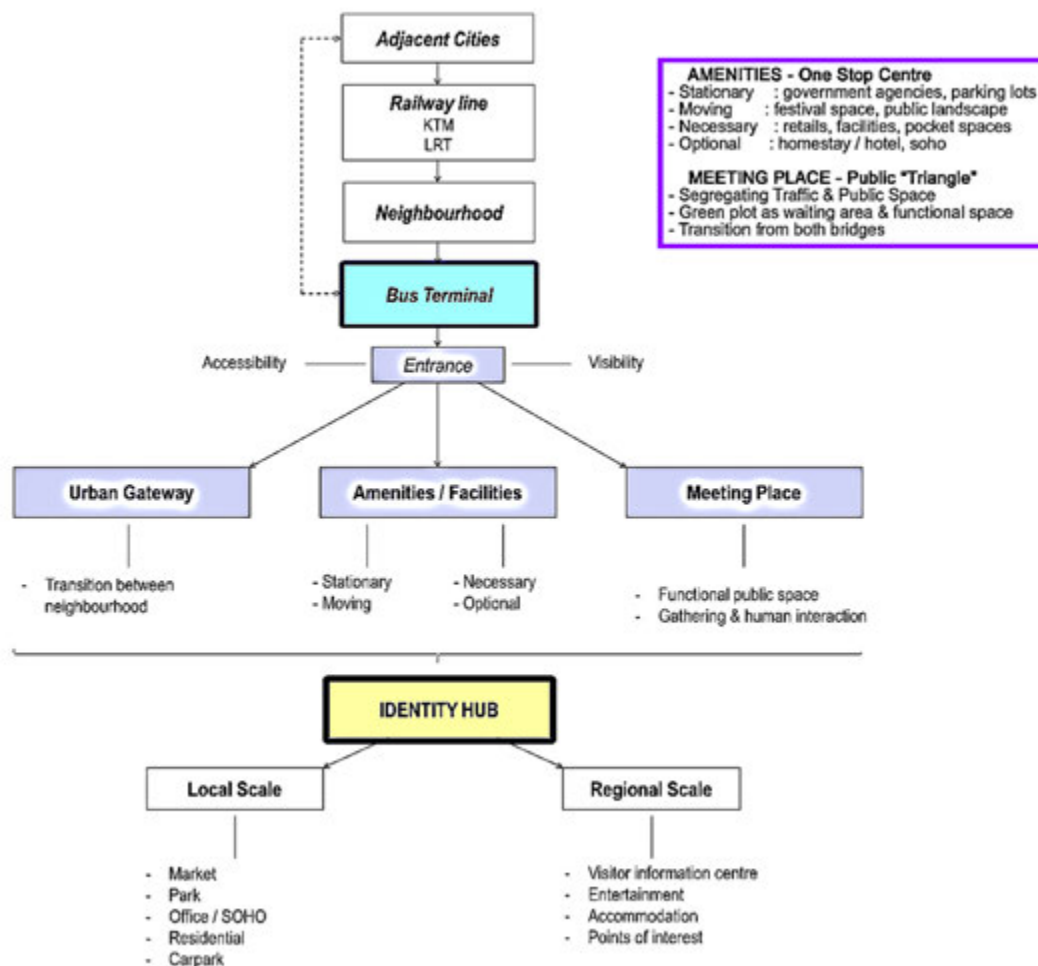 Adjacent Cities
Railway line
KTM
LRT
Neighbourhood
Bus Terminal
Accessibility
Entrance
Visibility
AMENITIES - One Stop Centre
- Stationary : government agencies, parking lots
- Moving : festival space, public landscape
- Necessary : retails, facilities, pocket spaces
- Optional : homestay / hotel, soho
MEETING PLACE - Public "Triangle"
- Segregating Traffic & Public Space
- Green plot as waiting area & functional space
- Transition from both bridges
Urban Gateway
- Transition between
neighbourhood
Amenities / Facilities
- Stationary
- Moving
- Necessary
- Optional
Meeting Place
- Functional public space
- Gathering & human interaction
IDENTITY HUB
Local Scale
- Market
- Park
- Office / SOHO
- Residential
- Carpark
Regional Scale
- Visitor information centre
- Entertainment
- Accommodation
- Points of interest